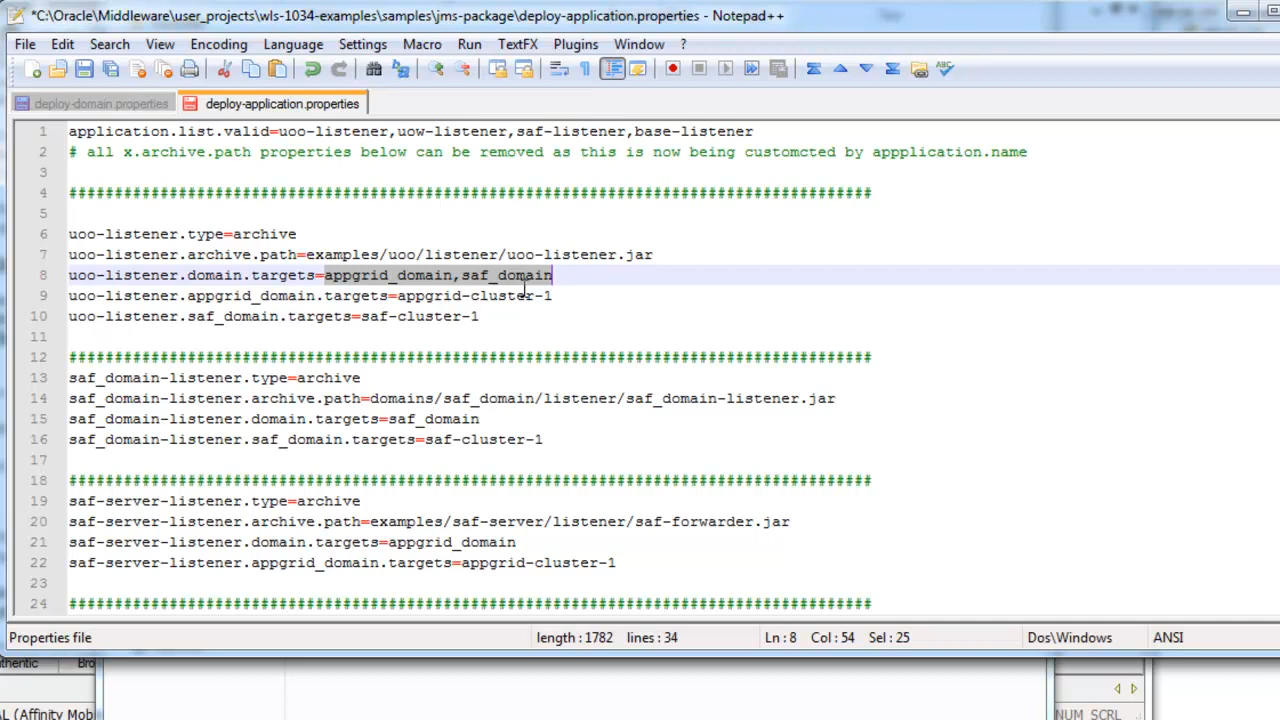 *C:\Oracle\Middleware\user_projects\wls-1034-examples\samples\jms-package\deploy-application.properties - Notepad++
File Edit Search View Encoding Language Settings Macro Run TextFX Plugins Window ?
deploy-domain.properties deploy-application.properties
1 application.list.valid=uoo-listener,uow-listener,saf-listener,base-listener
2 # all x.archive.path properties below can be removed as this is now being customcted by appplication.name
3
4 ########################################################################################
5
6 uoo-listener.type=archive
7 uoo-listener.archive.path=examples/uoo/listener/uoo-listener.jar
8 uoo-listener.domain.targets=appgrid_domain,saf_domain
9 uoo-listener.appgrid_domain.targets=appgrid-cluster-1
10 uoo-listener.saf_domain.targets=saf-cluster-1
11
12 ########################################################################################
13 saf_domain-listener.type=archive
14 saf_domain-listener.archive.path=domains/saf_domain/listener/saf_domain-listener.jar
15 saf_domain-listener.domain.targets=saf_domain
16 saf_domain-listener.saf_domain.targets=saf-cluster-1
17
18 ########################################################################################
19 saf-server-listener.type=archive
20 saf-server-listener.archive.path=examples/saf-server/listener/saf-forwarder.jar
21 saf-server-listener.domain.targets=appgrid_domain
22 saf-server-listener.appgrid_domain.targets=appgrid-cluster-1
23
24 ########################################################################################
Properties file length : 1782 lines : 34 Ln : 8 Col : 54 Sel : 25 Dos\Windows ANSI
thentic Bro
AL (Affinity Mobi NUM SCRL